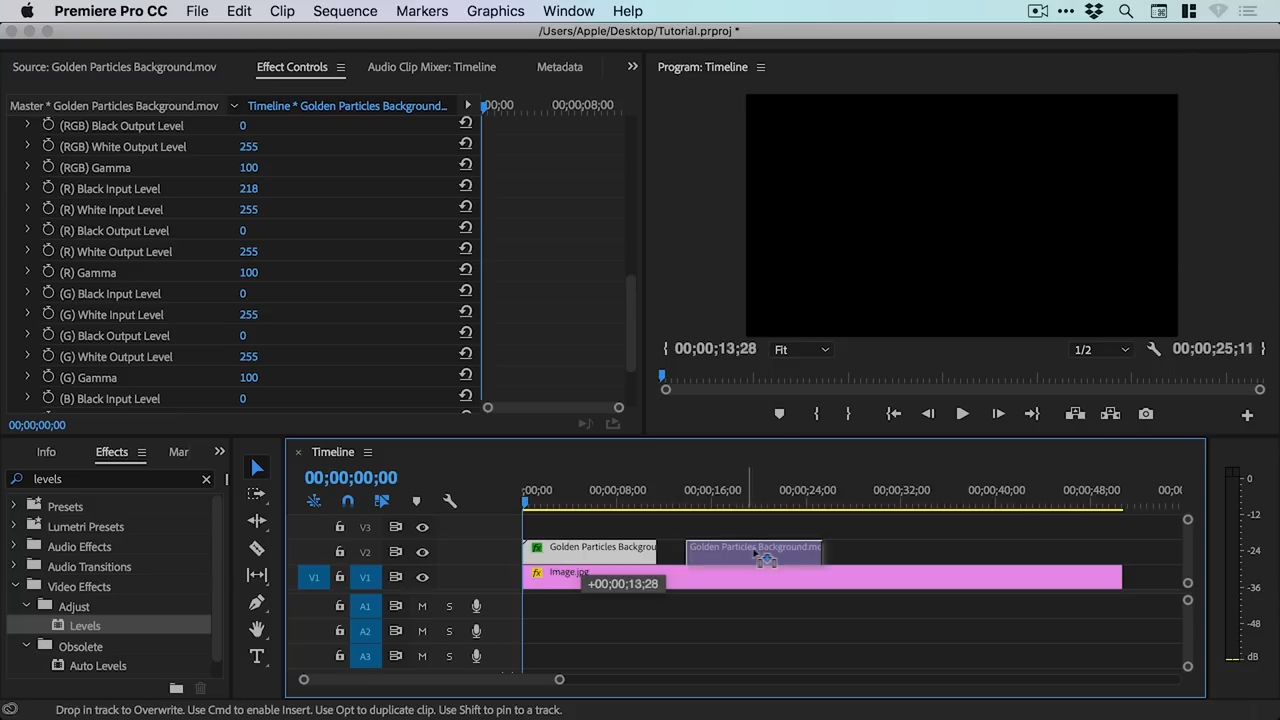 Premiere Pro CC File Edit Clip Sequence Markers Graphics Window Help
/Users/Apple/Desktop/Tutorial.prproj *
Source: Golden Particles Background.mov Effect Controls Audio Clip Mixer: Timeline Metadata
Program: Timeline
Master * Golden Particles Background.mov Timeline * Golden Particles Background...
;00;00 00;00;08;00
(RGB) Black Output Level 0
(RGB) White Output Level 255
(RGB) Gamma 100
(R) Black Input Level 218
(R) White Input Level 255
(R) Black Output Level 0
(R) White Output Level 255
(R) Gamma 100
(G) Black Input Level 0
(G) White Input Level 255
(G) Black Output Level 0
(G) White Output Level 255
(G) Gamma 100
(B) Black Input Level 0
00;00;00;00
00;00;13;28 Fit 1/2 00;00;25;11
Info Effects Mar
levels
Presets
Lumetri Presets
Audio Effects
Audio Transitions
Video Effects
Adjust
Levels
Obsolete
Auto Levels
Timeline
00;00;00;00
;00;00 00;00;08;00 00;00;16;00 00;00;24;00 00;00;32;00 00;00;40;00 00;00;48;00 00;0
V3
V2 Golden Particles Backgrou Golden Particles Background.mo
V1 V1 Image.jpg
+00;00;13;28
A1 M S
A2 M S
A3 M S
0
-12
-24
-36
-48
dB
Drop in track to Overwrite. Use Cmd to enable Insert. Use Opt to duplicate clip. Use Shift to pin to a track.